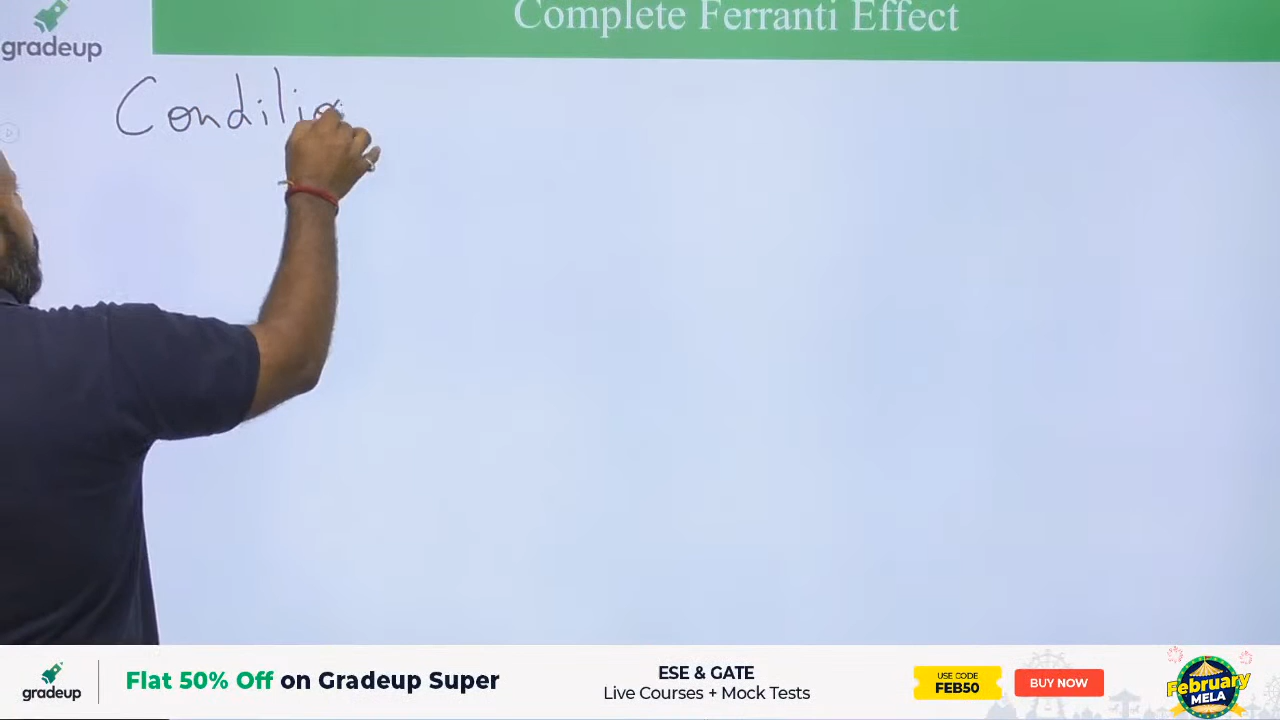 gradeup
Complete Ferranti Effect
Condilio
gradeup
Flat 50% Off on Gradeup Super
ESE & GATE
Live Courses + Mock Tests
USE CODE
FEB50
BUY NOW
February
MELA